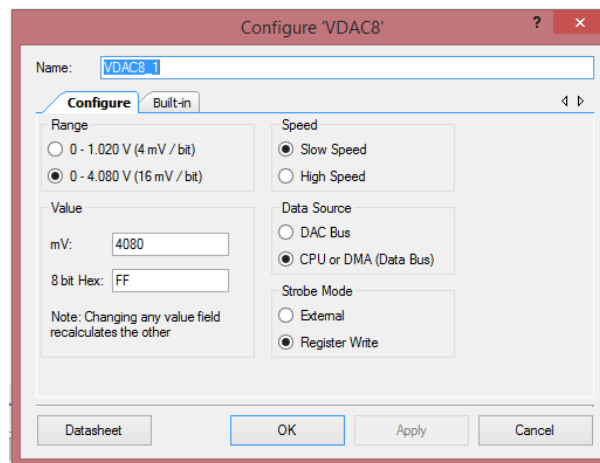 Configure 'VDAC8'
?
Name:
VDAC8_1
Configure
Built-in
Range
0 - 1.020 V (4 mV / bit)
0 - 4.080 V (16 mV / bit)
Value
mV:
4080
8 bit Hex:
FF
Note: Changing any value field
recalculates the other
Speed
Slow Speed
High Speed
Data Source
DAC Bus
CPU or DMA (Data Bus)
Strobe Mode
External
Register Write
Datasheet
OK
Apply
Cancel